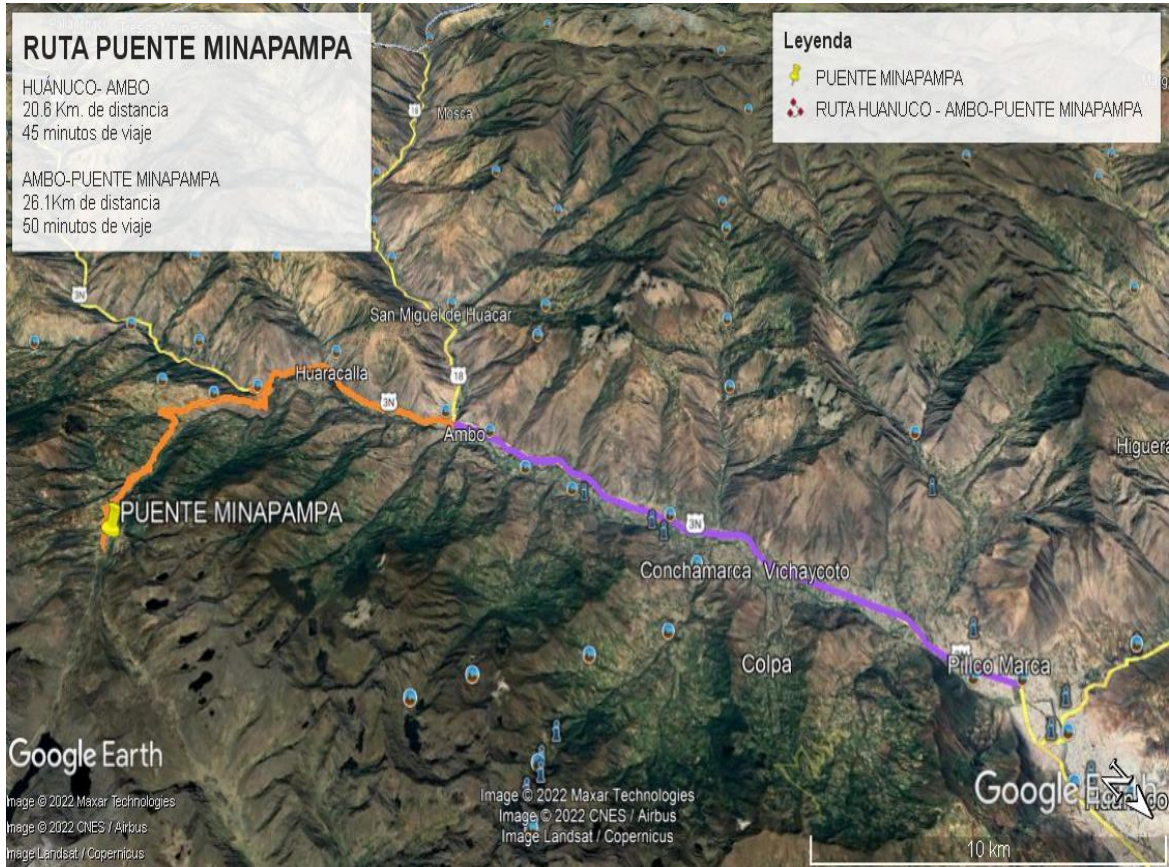 RUTA PUENTE MINAPAMPA
HUÁNUCO- AMBO
20.6 Km. de distancia
45 minutos de viaje
AMBO-PUENTE MINAPAMPA
26.1Km de distancia
50 minutos de viaje
Leyenda
PUENTE MINAPAMPA
RUTA HUANUCO - AMBO-PUENTE MINAPAMPA
18
Mosca
3N
San Miguel de Huacar
18
Huaracalla
3N
Ambo
Higuera
PUENTE MINAPAMPA
3N
Conchamarca
Vichaycoto
Colpa
Pillco Marca
Google Earth
Image © 2022 Maxar Technologies
Image © 2022 CNES / Airbus
Image Landsat / Copernicus
Image © 2022 Maxar Technologies
Image © 2022 CNES / Airbus
Image Landsat / Copernicus
Google Earth
N
10 km